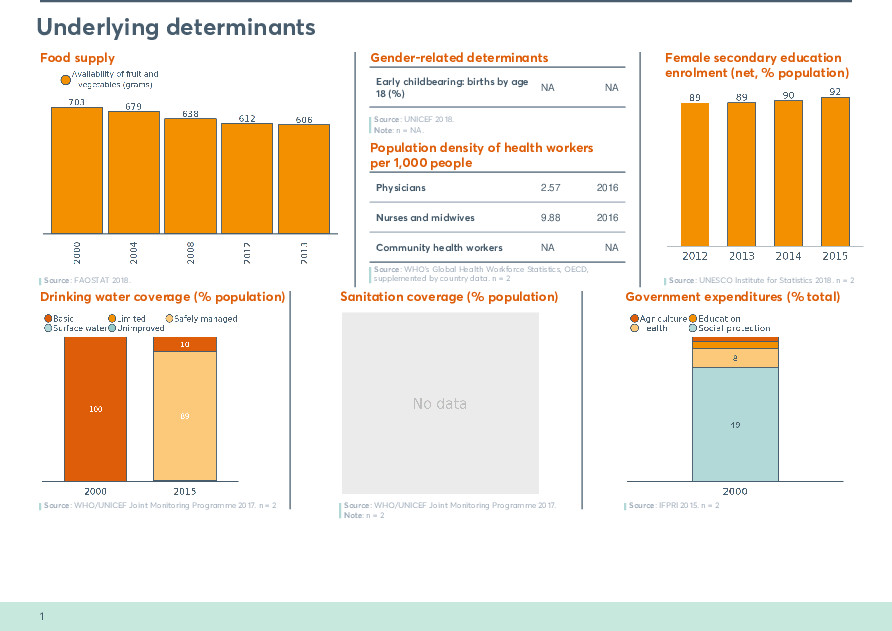 Underlying determinants
Food supply
Availability of fruit and
vegetables (grams)
703
679
638
612
606
2000
2004
2008
2013
Source: FAOSTAT 2018.
Gender-related determinants
Early childbearing: births by age
18 (%)
NA
NA
Source: UNICEF 2018.
Note: n = NA.
Population density of health workers
per 1,000 people
Physicians
2.57
2016
Nurses and midwives
9.88
2016
Community health workers
NA
NA
Source: WHO's Global Health Workforce Statistics, OECD,
supplemented by country data. n = 2
Female secondary education
enrolment (net, % population)
89
89
90
92
2012
2013
2014
2015
Source: UNESCO Institute for Statistics 2018. n = 2
Drinking water coverage (% population)
Basic
Limited
Safely managed
Surface water
Unimproved
100
10
89
2000
2015
Source: WHO/UNICEF Joint Monitoring Programme 2017. n = 2
Sanitation coverage (% population)
No data
Source: WHO/UNICEF Joint Monitoring Programme 2017.
Note: n = 2
Government expenditures (% total)
Agriculture
Education
Health
Social protection
8
2000
Source: IFPRI 2015. n = 2
1